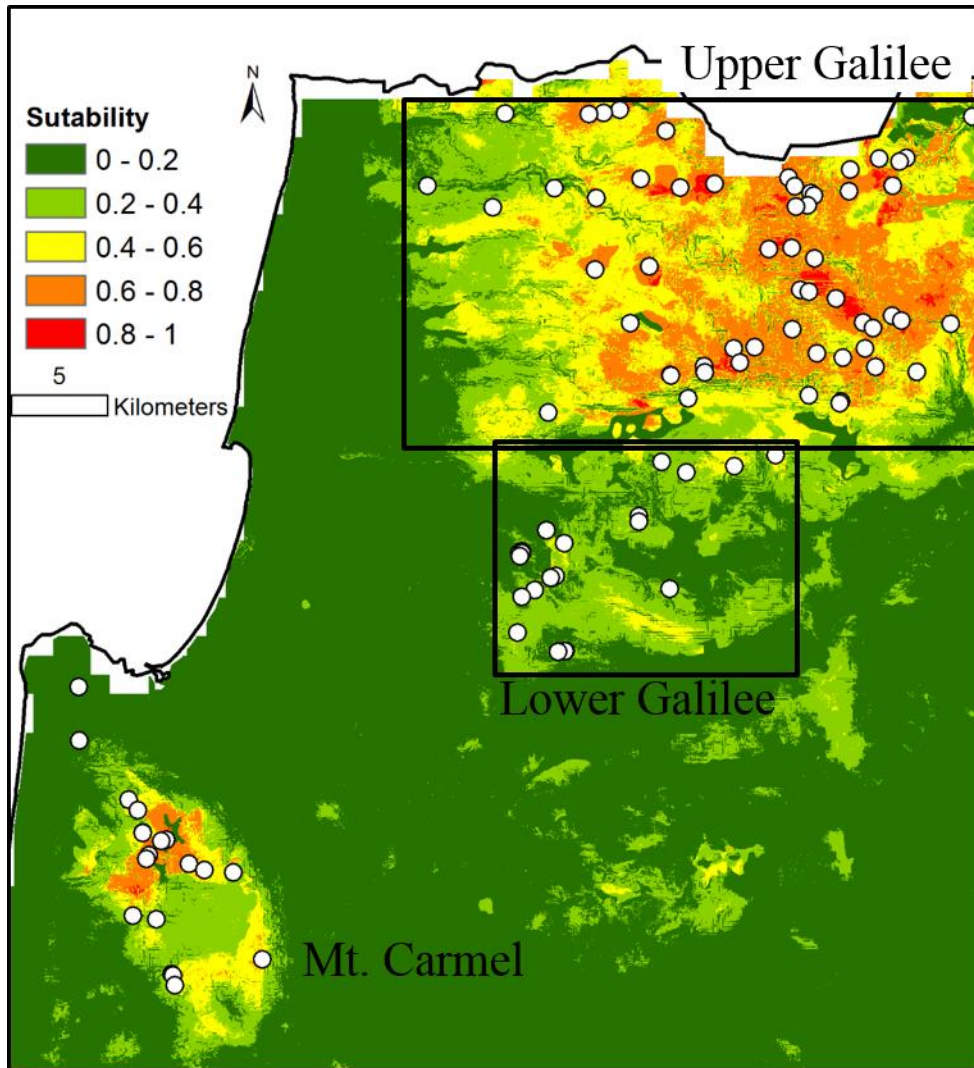 Upper Galilee
N
Sutability
0 - 0.2
0.2 - 0.4
0.4 - 0.6
0.6 - 0.8
0.8 - 1
5
Kilometers
Lower Galilee
Mt. Carmel